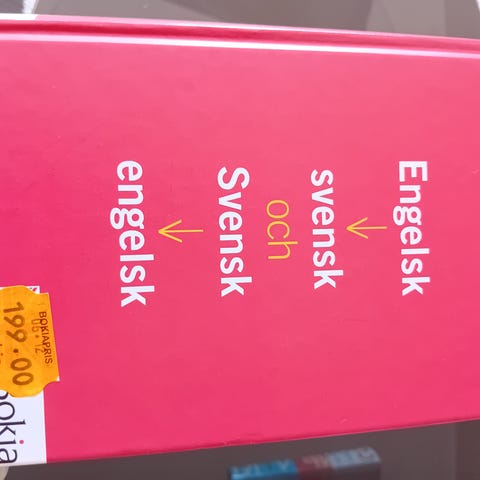 Engelsk
↓
svensk
och
Svensk
↓
engelsk
BOKIAPRIS
199.00